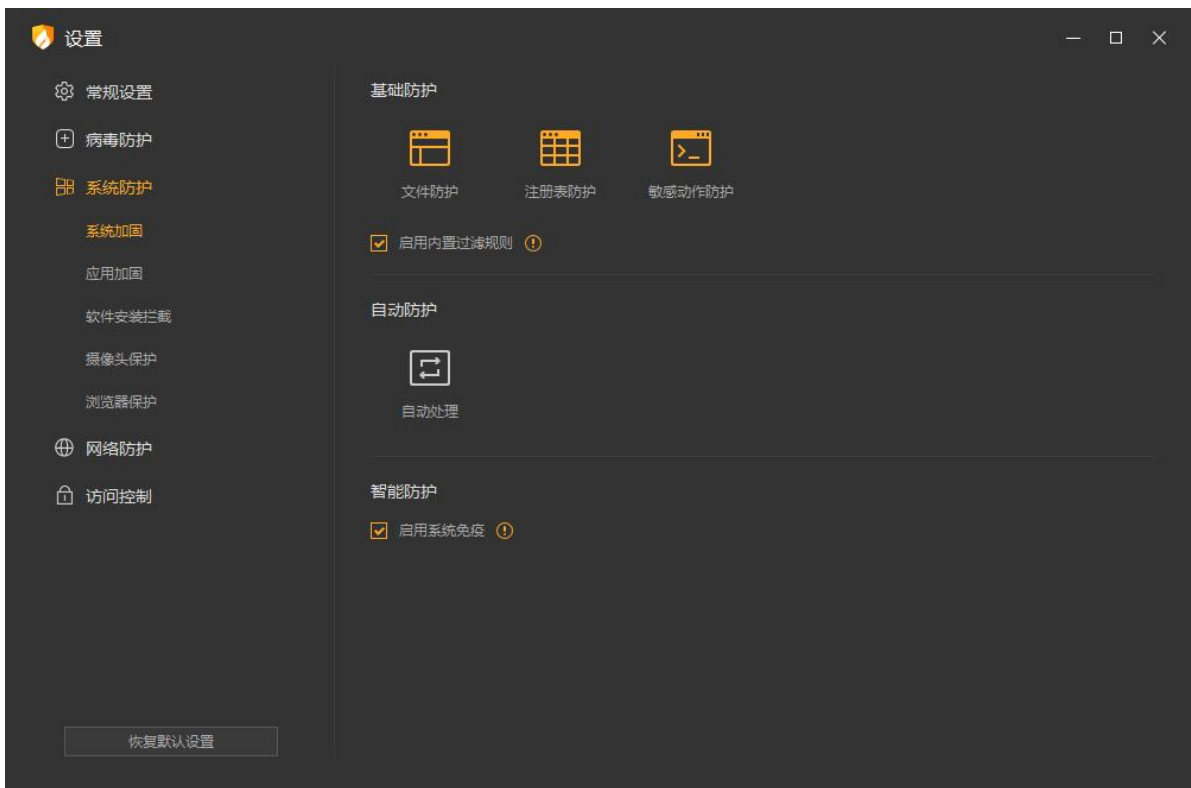 设置
常规设置
病毒防护
系统防护
系统加固
应用加固
软件安装拦截
摄像头保护
浏览器保护
网络防护
访问控制
恢复默认设置
基础防护
文件防护 注册表防护 敏感动作防护
启用内置过滤规则
自动防护
自动处理
智能防护
启用系统免疫